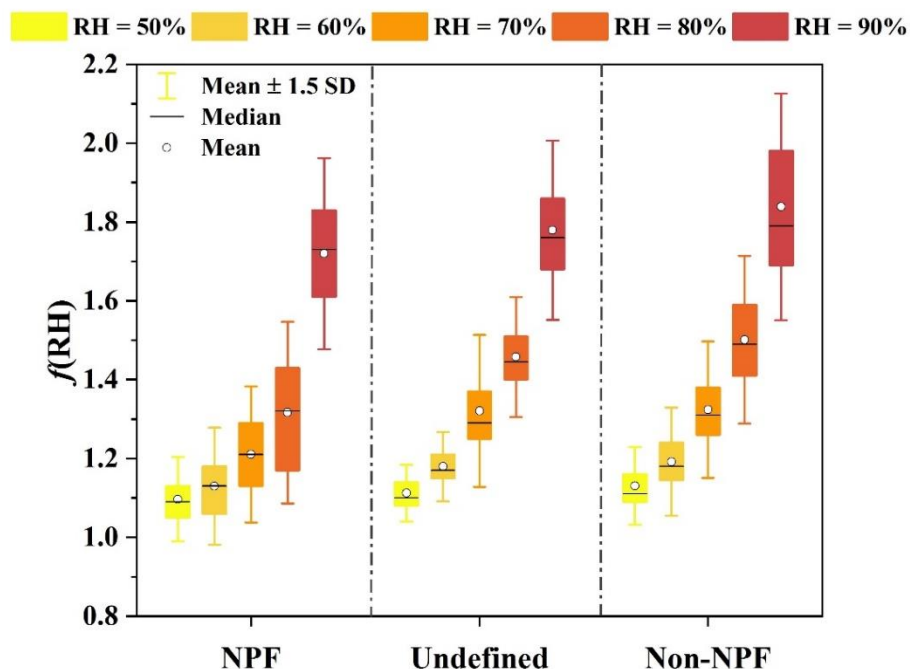 RH = 50% RH = 60% RH = 70% RH = 80% RH = 90%
2.2
Mean ± 1.5 SD
Median
2.0
Mean
1.8
1.6
f(RH)
1.4
1.2
1.0
0.8
NPF Undefined Non-NPF